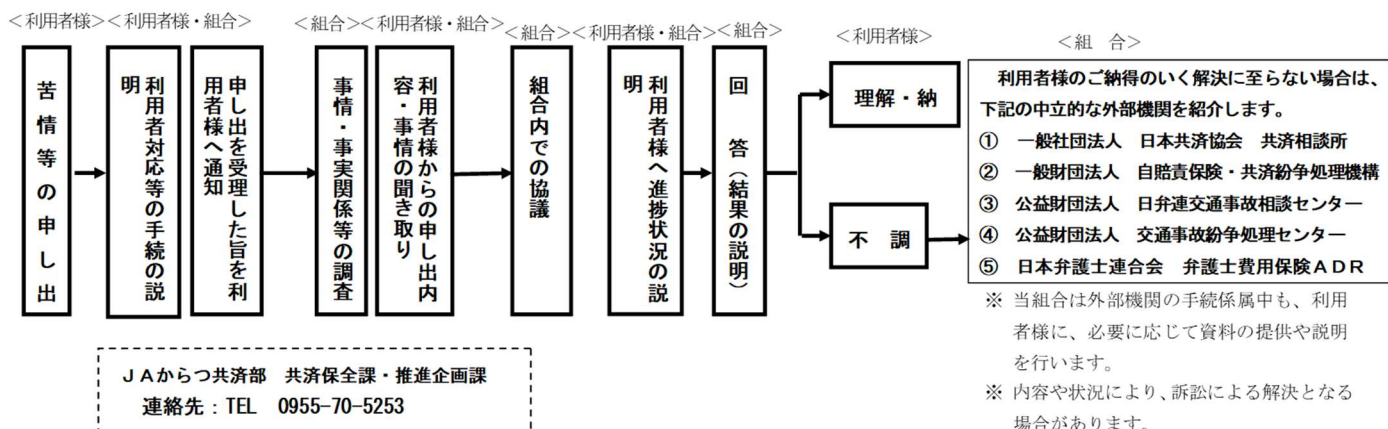 ＜利用者様＞
苦情等の申し出
＜利用者様・組合＞
利用者対応等の手続の説
明
申し出を受理した旨を利
用者様へ通知
＜組合＞
事情・事実関係等の調査
＜利用者様・組合＞
利用者様からの申し出内
容・事情の聞き取り
＜組合＞
組合内での協議
＜利用者様・組合＞
利用者様へ進捗状況の説
明
＜組合＞
回　答（結果の説明）
＜利用者様＞
理解・納
不　調
＜組　合＞
利用者様のご納得のいく解決に至らない場合は、
下記の中立的な外部機関を紹介します。
①　一般社団法人　日本共済協会　共済相談所
②　一般財団法人　自賠責保険・共済紛争処理機構
③　公益財団法人　日弁連交通事故相談センター
④　公益財団法人　交通事故紛争処理センター
⑤　日本弁護士連合会　弁護士費用保険ＡＤＲ
※ 当組合は外部機関の手続係属中も、利用
者様に、必要に応じて資料の提供や説明
を行います。
※ 内容や状況により、訴訟による解決となる
場合があります。
ＪＡからつ共済部　共済保全課・推進企画課
連絡先：TEL　0955-70-5253